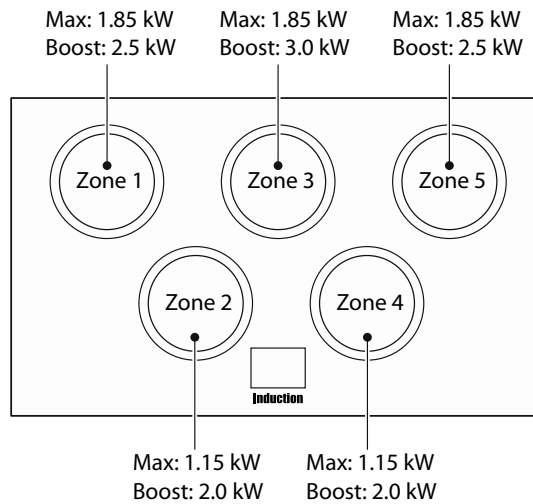 Max: 1.85 kW
Boost: 2.5 kW
Max: 1.85 kW
Boost: 3.0 kW
Max: 1.85 kW
Boost: 2.5 kW
Zone 1
Zone 3
Zone 5
Zone 2
Zone 4
Induction
Max: 1.15 kW
Boost: 2.0 kW
Max: 1.15 kW
Boost: 2.0 kW